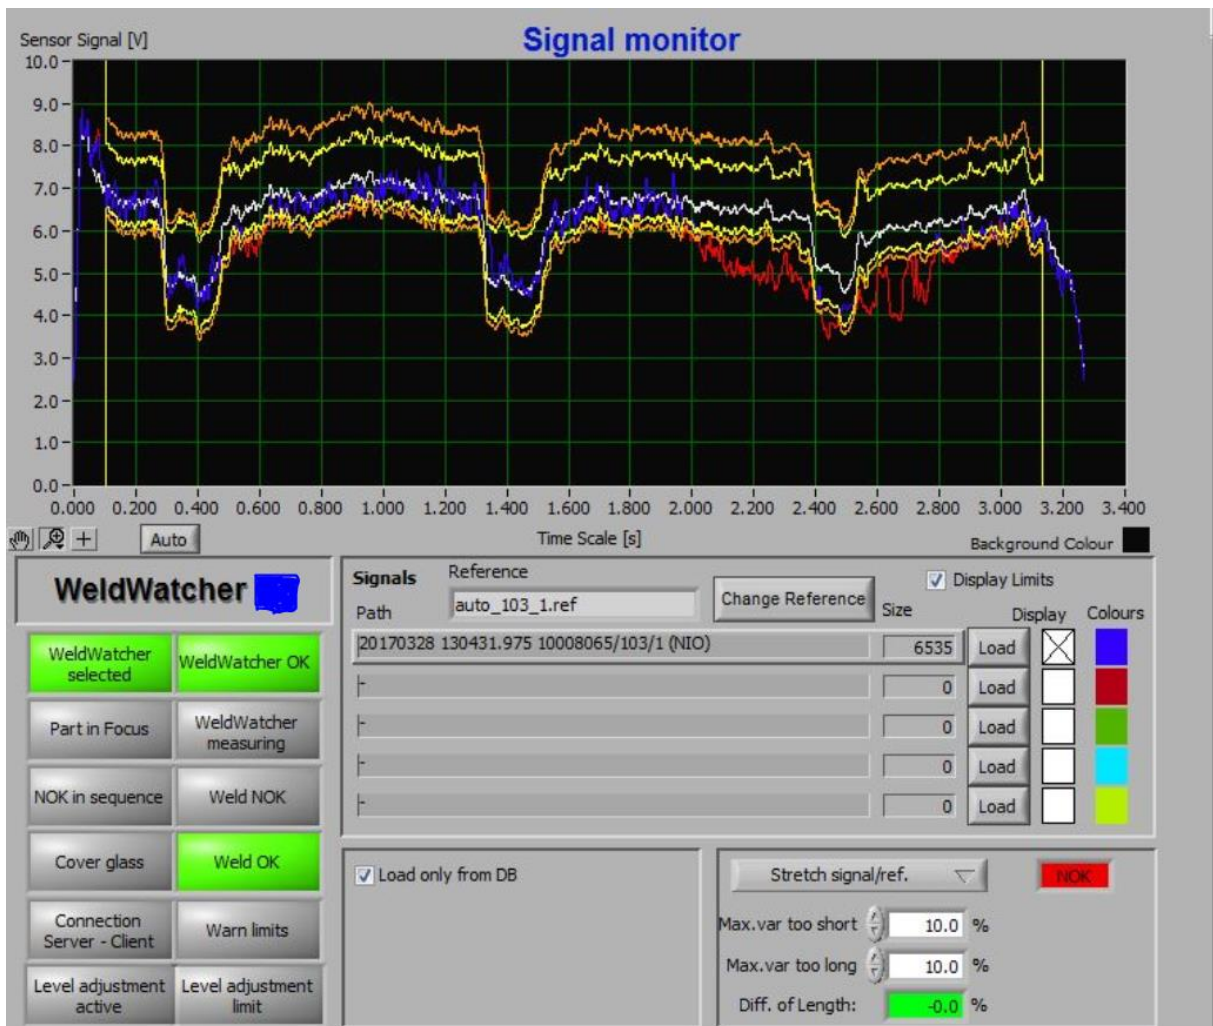 Signal monitor
Sensor Signal [V]
10.0
9.0
8.0
7.0
6.0
5.0
4.0
3.0
2.0
1.0
0.0
0.000 0.200 0.400 0.600 0.800 1.000 1.200 1.400 1.600 1.800 2.000 2.200 2.400 2.600 2.800 3.000 3.200 3.400
Auto
Time Scale [s]
Background Colour
WeldWatcher
WeldWatcher
selected
WeldWatcher OK
Part in Focus
WeldWatcher
measuring
NOK in sequence
Weld NOK
Cover glass
Weld OK
Connection
Server - Client
Warn limits
Level adjustment
active
Level adjustment
limit
Signals
Reference
Path
auto_103_1.ref
Change Reference
Display Limits
Size
Display
Colours
20170328 130431.975 10008065/103/1 (NIO)
6535
Load
-
0
Load
-
0
Load
-
0
Load
-
0
Load
Load only from DB
Stretch signal/ref.
NOK
Max.var too short
10.0 %
Max.var too long
10.0 %
Diff. of Length:
-0.0 %